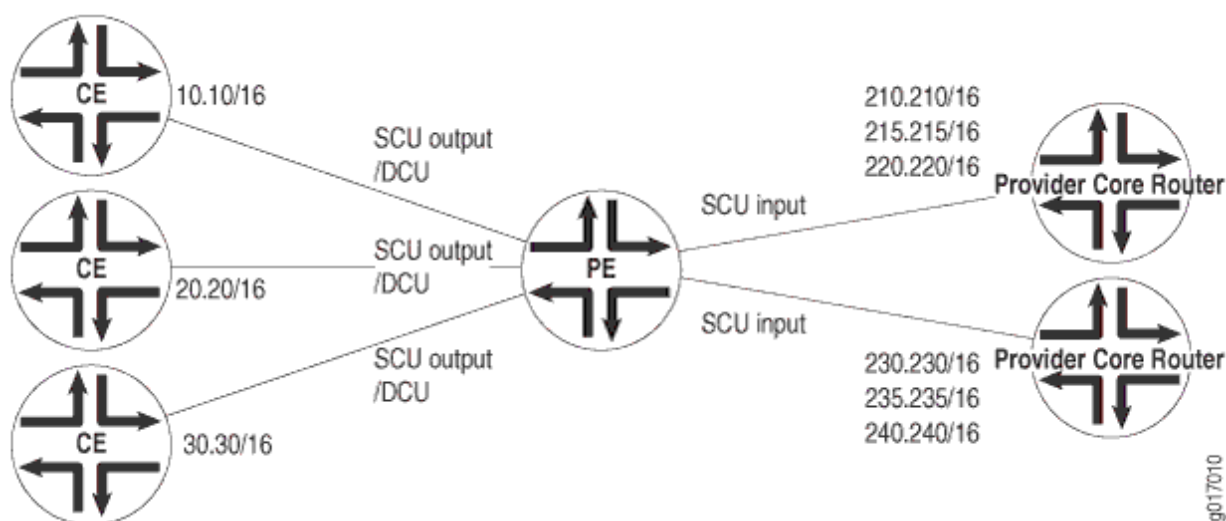 CE
10.10/16
SCU output
/DCU
CE
20.20/16
SCU output
/DCU
CE
30.30/16
SCU output
/DCU
PE
SCU input
SCU input
210.210/16
215.215/16
220.220/16
Provider Core Router
Provider Core Router
230.230/16
235.235/16
240.240/16
g017010